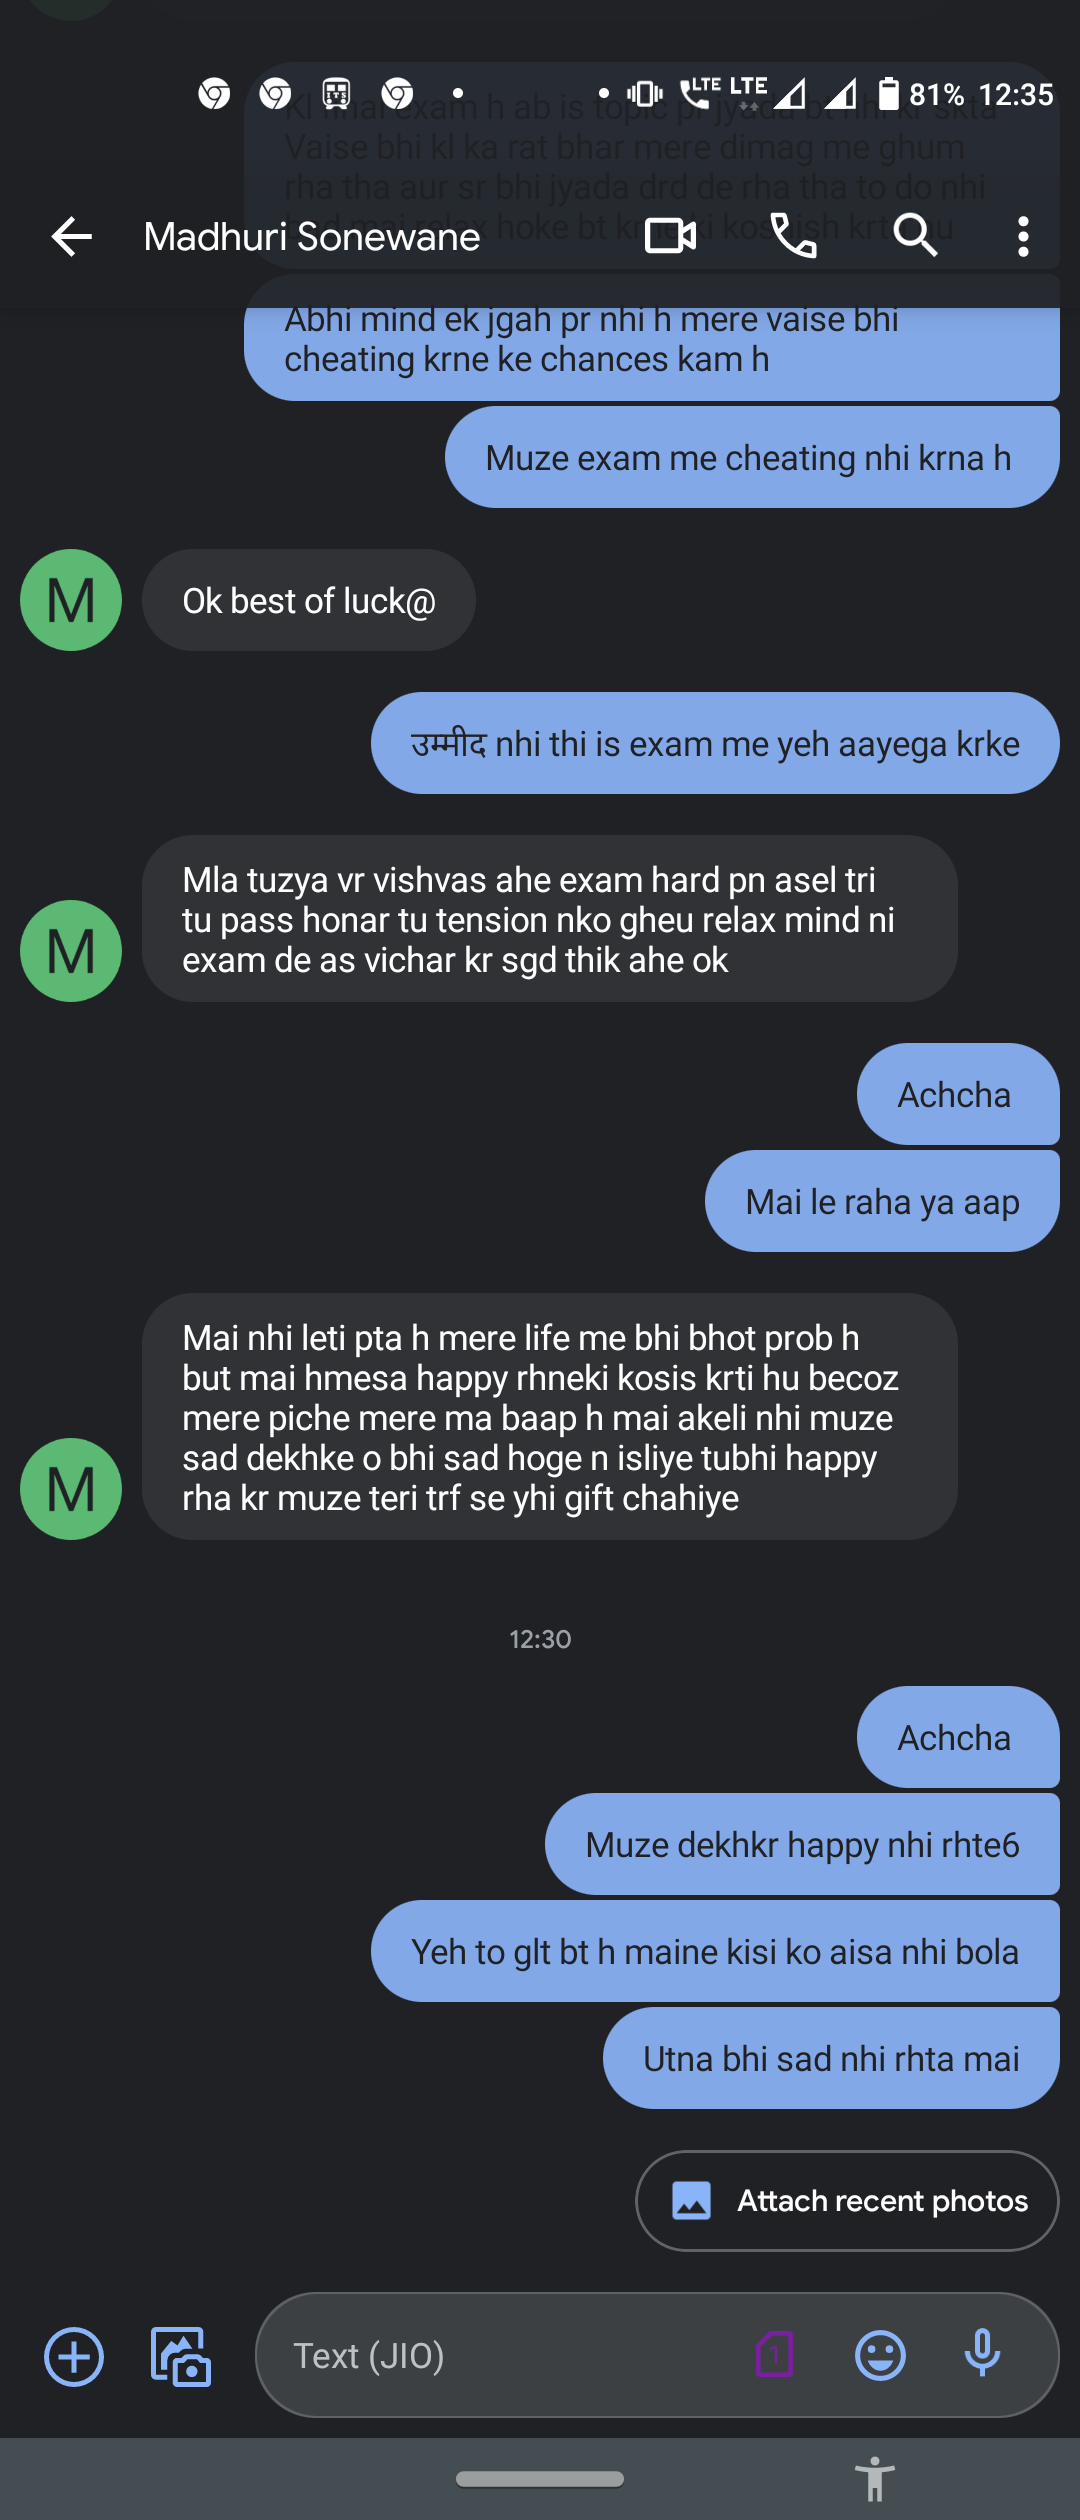 LTE LTE 81% 12:35
Kl final exam h ab is topic pr jyada bt nhi kr skta
Vaise bhi kl ka rat bhar mere dimag me ghum
rha tha aur sr bhi jyada drd de rha tha to do nhi
mai relax hoke bt krneki koshish krta hu
Madhuri Sonewane
Abhi mind ek jgah pr nhi h mere vaise bhi
cheating krne ke chances kam h
Muze exam me cheating nhi krna h
M
Ok best of luck@
उम्मीद nhi thi is exam me yeh aayega krke
Mla tuzya vr vishvas ahe exam hard pn asel tri
tu pass honar tu tension nko gheu relax mind ni
exam de as vichar kr sgd thik ahe ok
M
Achcha
Mai le raha ya aap
Mai nhi leti pta h mere life me bhi bhot prob h
but mai hmesa happy rhneki kosis krti hu becoz
mere piche mere ma baap h mai akeli nhi muze
sad dekhke o bhi sad hoge n isliye tubhi happy
rha kr muze teri trf se yhi gift chahiye
M
12:30
Achcha
Muze dekhkr happy nhi rhte6
Yeh to glt bt h maine kisi ko aisa nhi bola
Utna bhi sad nhi rhta mai
Attach recent photos
Text (JIO)
1